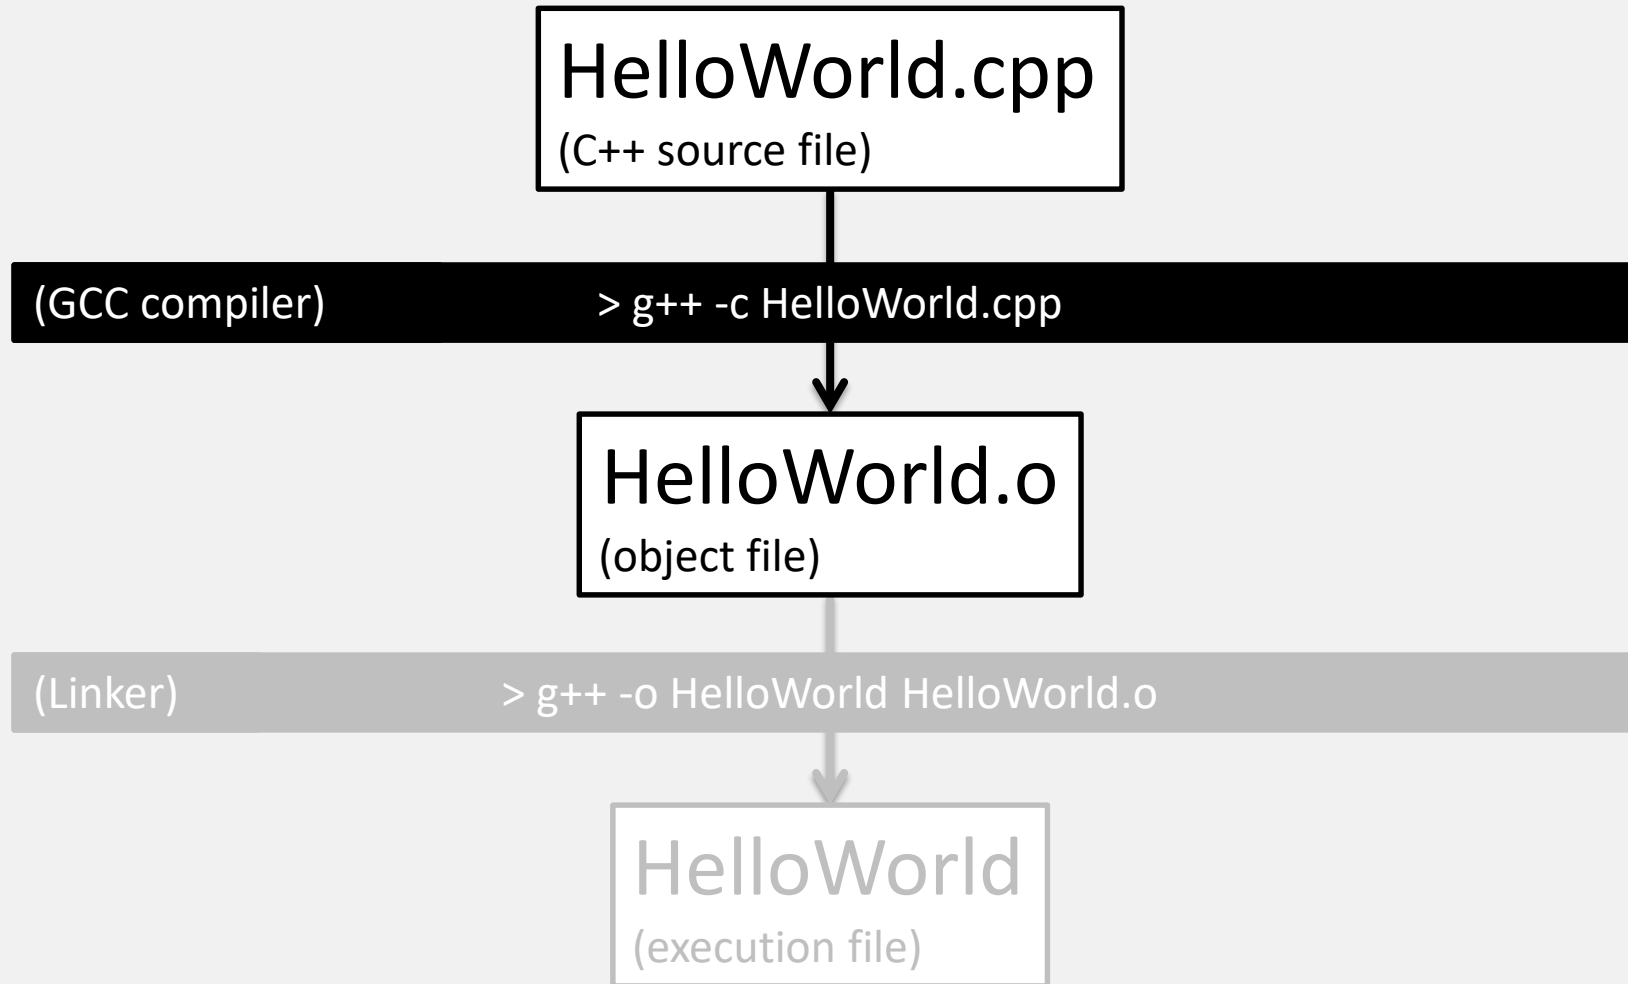 HelloWorld.cpp
(C++ source file)
(GCC compiler) > g++ -c HelloWorld.cpp
HelloWorld.o
(object file)
(Linker) > g++ -o HelloWorld HelloWorld.o
HelloWorld
(execution file)